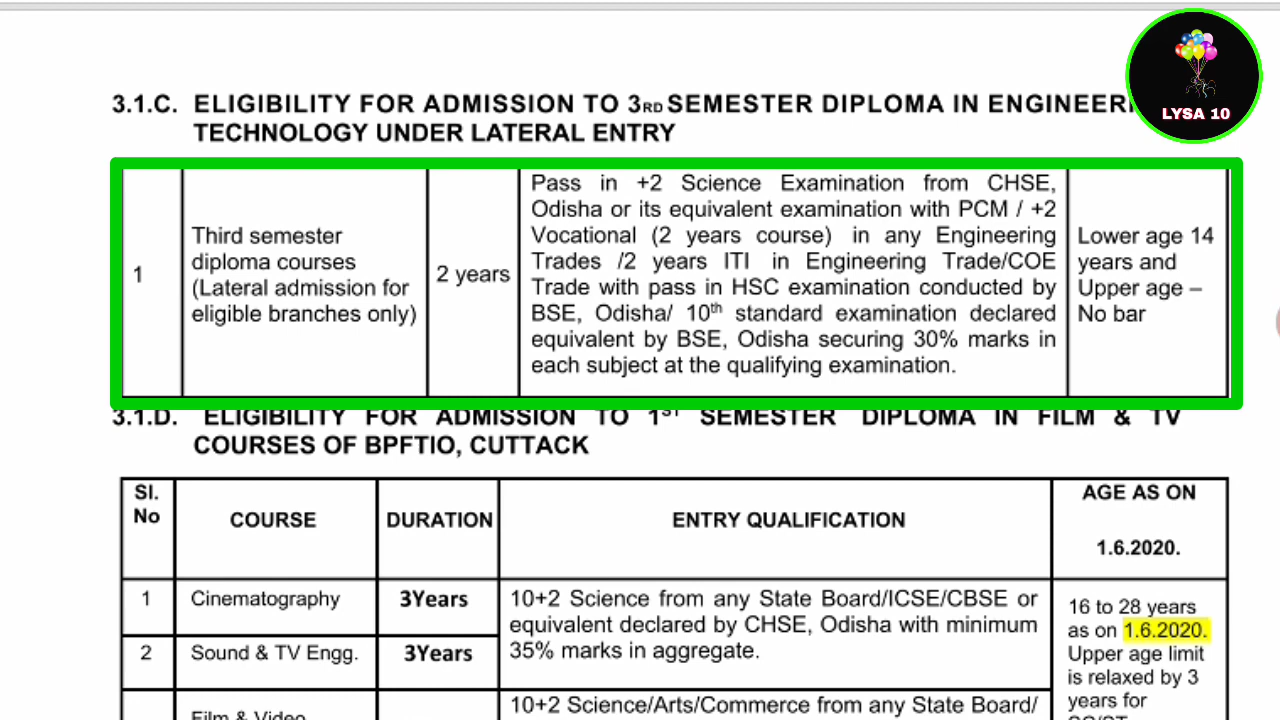 LYSA 10
3.1.C. ELIGIBILITY FOR ADMISSION TO 3RD SEMESTER DIPLOMA IN
TECHNOLOGY UNDER LATERAL ENTRY
1
Third semester
diploma courses
(Lateral admission for
eligible branches only)
2 years
Pass in +2 Science Examination from CHSE,
Odisha or its equivalent examination with PCM / +2
Vocational (2 years course) in any Engineering
Trades /2 years ITI in Engineering Trade/COE
Trade with pass in HSC examination conducted by
BSE, Odisha/ 10th standard examination declared
equivalent by BSE, Odisha securing 30% marks in
each subject at the qualifying examination.
Lower age 14
years and
Upper age –
No bar
3.1.D. ELIGIBILITY FOR ADMISSION TO 1ST SEMESTER DIPLOMA IN FILM & TV
COURSES OF BPFTIO, CUTTACK
Sl.
No
COURSE
DURATION
ENTRY QUALIFICATION
AGE AS ON
1.6.2020.
1
Cinematography
3Years
10+2 Science from any State Board/ICSE/CBSE or
equivalent declared by CHSE, Odisha with minimum
35% marks in aggregate.
2
Sound & TV Engg.
3Years
16 to 28 years
as on 1.6.2020.
Upper age limit
is relaxed by 3
years for
Film & Video
10+2 Science/Arts/Commerce from any State Board/